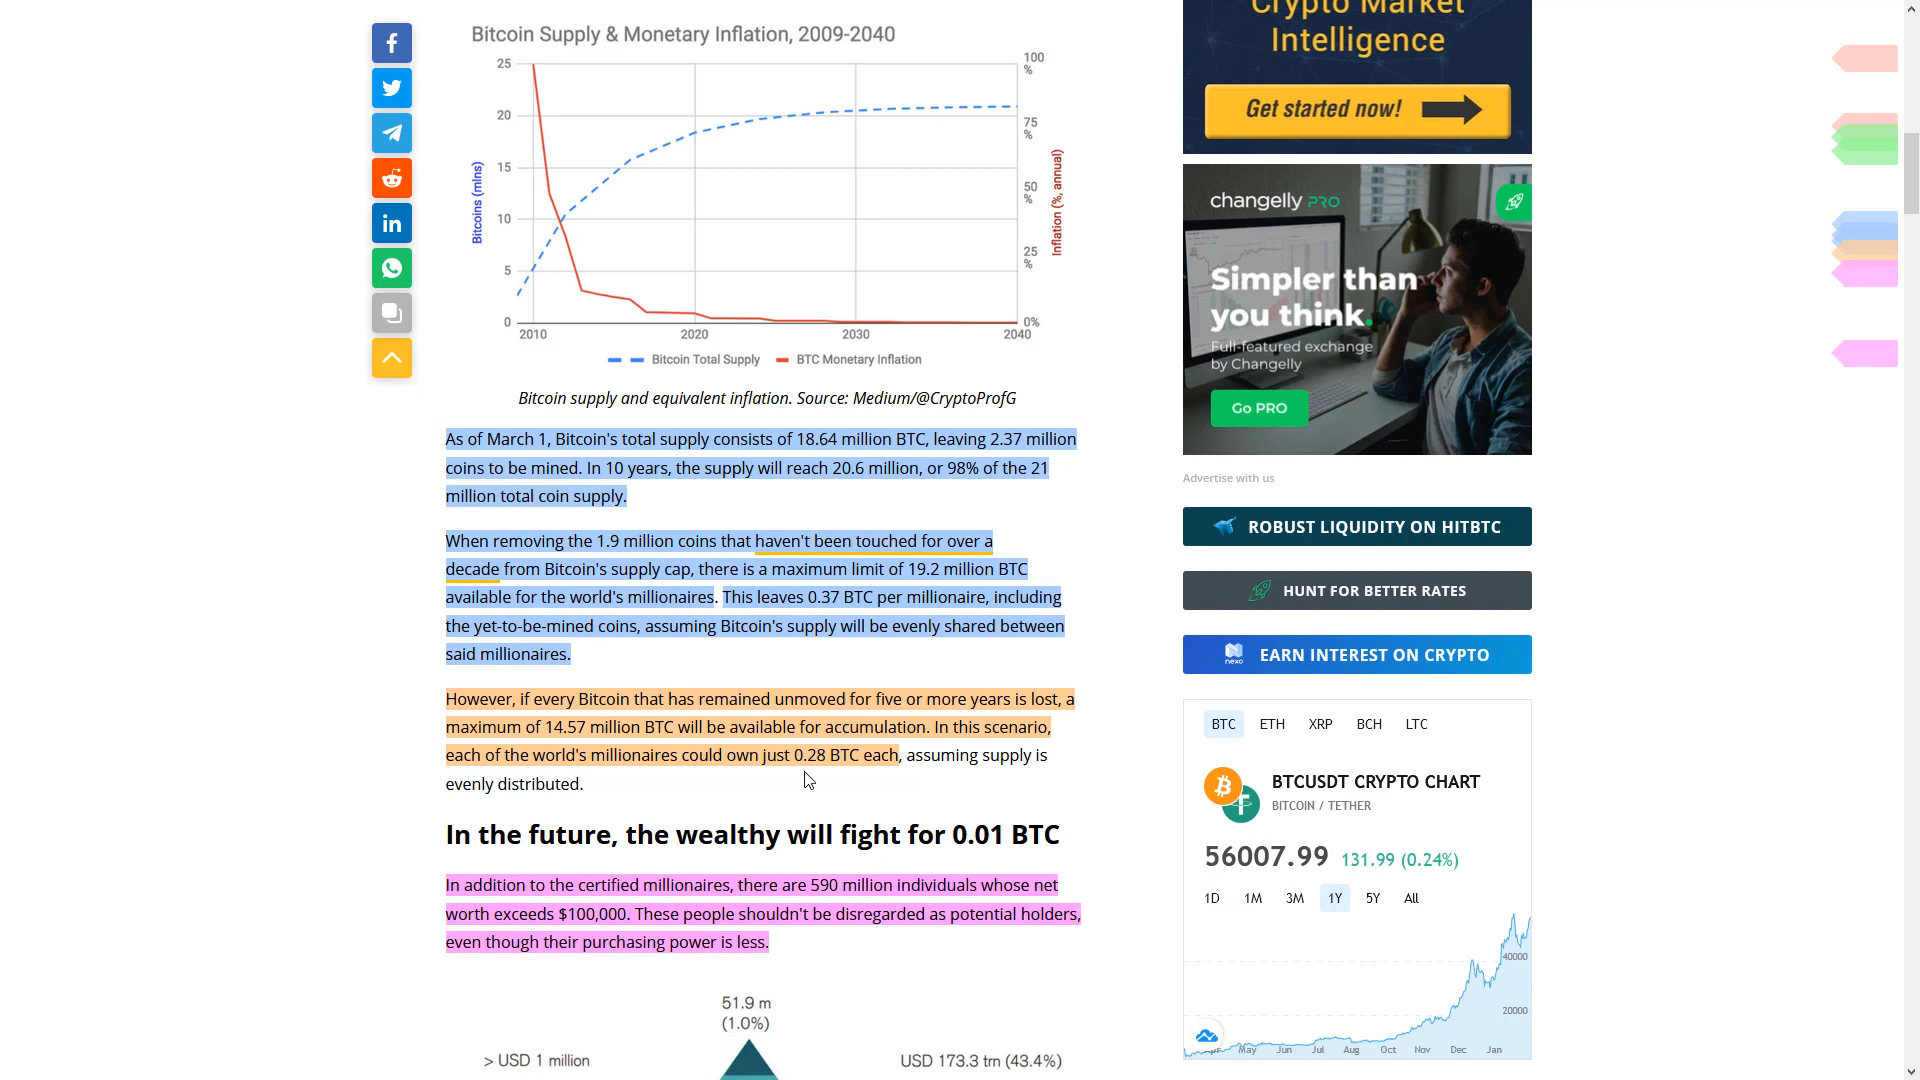 Bitcoin Supply & Monetary Inflation, 2009-2040
25
20
15
10
5
0
Bitcoins (mlns)
100
%
75
%
50
%
25
%
0%
Inflation (%, annual)
2010
2020
2030
2040
Bitcoin Total Supply
BTC Monetary Inflation
Bitcoin supply and equivalent inflation. Source: Medium/@CryptoProfG
As of March 1, Bitcoin's total supply consists of 18.64 million BTC, leaving 2.37 million
coins to be mined. In 10 years, the supply will reach 20.6 million, or 98% of the 21
million total coin supply.
When removing the 1.9 million coins that haven't been touched for over a
decade from Bitcoin's supply cap, there is a maximum limit of 19.2 million BTC
available for the world's millionaires. This leaves 0.37 BTC per millionaire, including
the yet-to-be-mined coins, assuming Bitcoin's supply will be evenly shared between
said millionaires.
However, if every Bitcoin that has remained unmoved for five or more years is lost, a
maximum of 14.57 million BTC will be available for accumulation. In this scenario,
each of the world's millionaires could own just 0.28 BTC each, assuming supply is
evenly distributed.
In the future, the wealthy will fight for 0.01 BTC
In addition to the certified millionaires, there are 590 million individuals whose net
worth exceeds $100,000. These people shouldn't be disregarded as potential holders,
even though their purchasing power is less.
51.9 m
(1.0%)
> USD 1 million
USD 173.3 trn (43.4%)
Crypto Market
Intelligence
Get started now!
changelly PRO
Simpler than
you think.
Full-featured exchange
by Changelly
Go PRO
Advertise with us
ROBUST LIQUIDITY ON HITBTC
HUNT FOR BETTER RATES
nexo
EARN INTEREST ON CRYPTO
BTC ETH XRP BCH LTC
BTCUSDT CRYPTO CHART
BITCOIN / TETHER
56007.99 131.99 (0.24%)
1D 1M 3M 1Y 5Y All
40000
20000
Apr May Jun Jul Aug Oct Nov Dec Jan